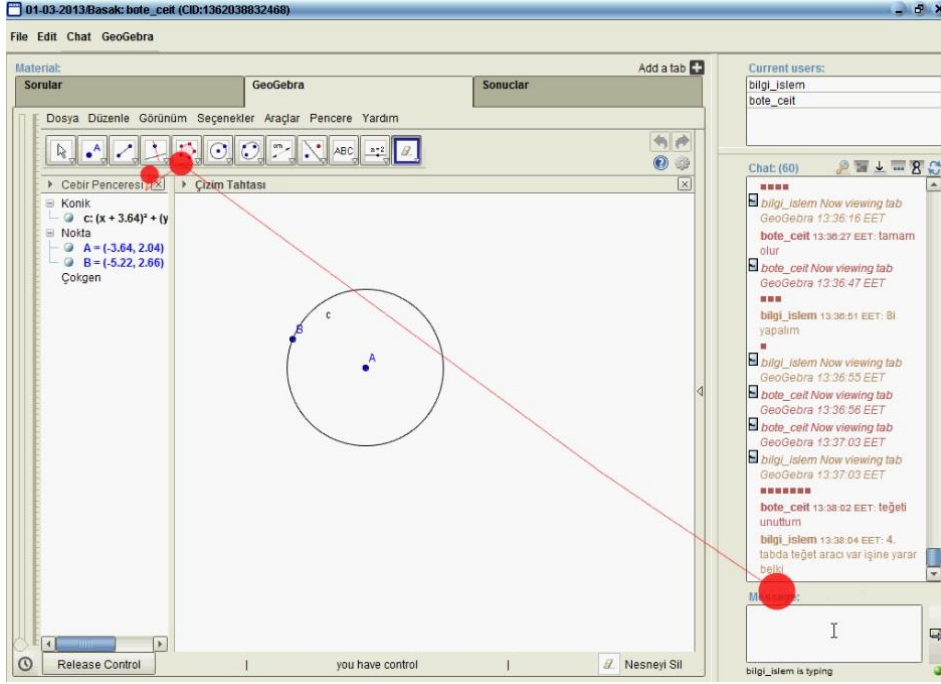 01-03-2013/Basak: bote_ceit (CID:1362038832468)
File Edit Chat GeoGebra
Material:
Add a tab
Sorular
GeoGebra
Sonuclar
Dosya Düzenle Görünüm Seçenekler Araçlar Pencere Yardım
A
ABC
a=2
Cebir Penceresi
Çizim Tahtası
Konik
c: (x + 3.64)² + (y
Nokta
A = (-3.64, 2.04)
B = (-5.22, 2.66)
Çokgen
c
B
A
Release Control
you have control
Nesneyi Sil
Current users:
bilgi_islem
bote_ceit
Chat: (60)
bilgi_islem Now viewing tab
GeoGebra 13:36:16 EET
bote_ceit 13:36:27 EET: tamam
olur
bote_ceit Now viewing tab
GeoGebra 13:36:47 EET
bilgi_islem 13:36:51 EET: 8i
yapalım
bilgi_islem Now viewing tab
GeoGebra 13:36:55 EET
bote_ceit Now viewing tab
GeoGebra 13:36:56 EET
bote_ceit Now viewing tab
GeoGebra 13:37:03 EET
bilgi_islem Now viewing tab
GeoGebra 13:37:03 EET
bote_ceit 13:38:02 EET: teğeti
unuttum
bilgi_islem 13:38:04 EET: 4.
tabda teğet aracı var işine yarar
belki
Message:
bilgi_islem is typing